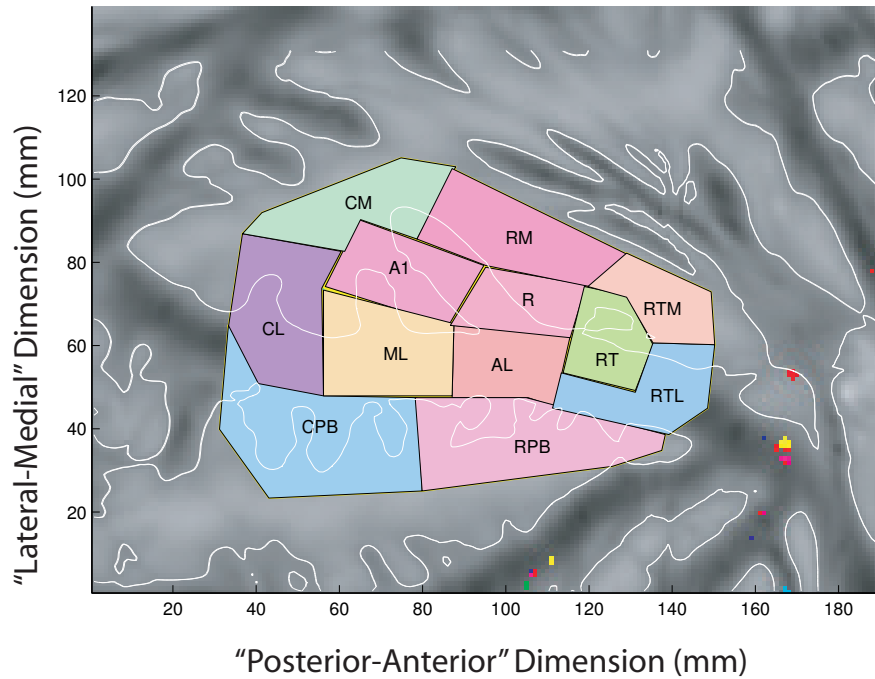 “Lateral-Medial” Dimension (mm)
120
100
80
60
40
20
CM
RM
A1
R
RTM
CL
ML
AL
RT
RTL
CPB
RPB
20 40 60 80 100 120 140 160 180
“Posterior-Anterior” Dimension (mm)